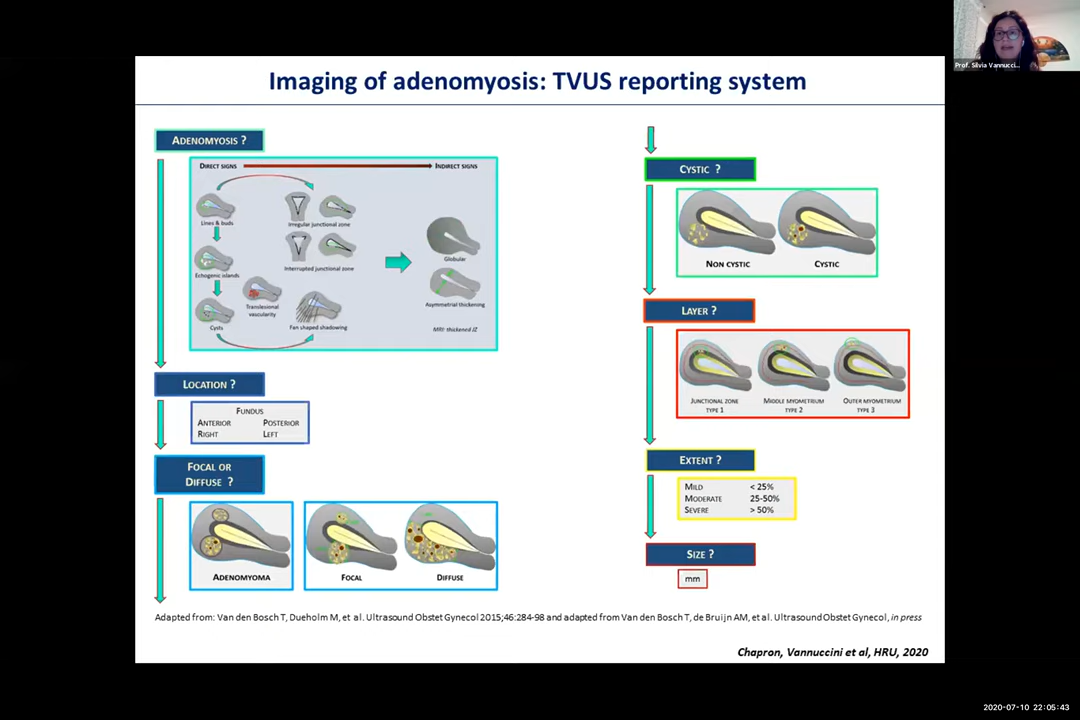 Prof. Silvia Vannucci...
Imaging of adenomyosis: TVUS reporting system
ADENOMYOSIS ?
DIRECT SIGNS
INDIRECT SIGNS
Lines & buds
Irregular junctional zone
Echogenic islands
Interrupted junctional zone
Globular
Translesional
vascularity
Asymmetrial thickening
Cysts
Fan shaped shadowing
MRI: thickened JZ
LOCATION ?
FUNDUS
ANTERIOR POSTERIOR
RIGHT LEFT
FOCAL OR
DIFFUSE ?
ADENOMYOMA
FOCAL
DIFFUSE
CYSTIC ?
NON CYSTIC
CYSTIC
LAYER ?
JUNCTIONAL ZONE
TYPE 1
MIDDLE MYOMETRIUM
TYPE 2
OUTER MYOMETRIUM
TYPE 3
EXTENT ?
MILD < 25%
MODERATE 25-50%
SEVERE > 50%
SIZE ?
mm
Adapted from: Van den Bosch T, Dueholm M, et al. Ultrasound Obstet Gynecol 2015;46:284-98 and adapted from Van den Bosch T, de Bruijn AM, et al. Ultrasound Obstet Gynecol, in press
Chapron, Vannuccini et al, HRU, 2020
2020-07-10 22:05:43